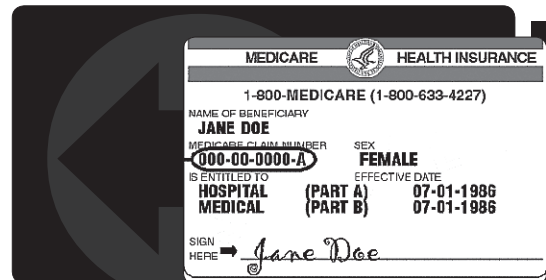 MEDICARE HEALTH INSURANCE
1-800-MEDICARE (1-800-633-4227)
NAME OF BENEFICIARY
JANE DOE
MEDICARE CLAIM NUMBER SEX
000-00-0000-A FEMALE
IS ENTITLED TO EFFECTIVE DATE
HOSPITAL (PART A) 07-01-1986
MEDICAL (PART B) 07-01-1986
SIGN
HERE Jane Doe